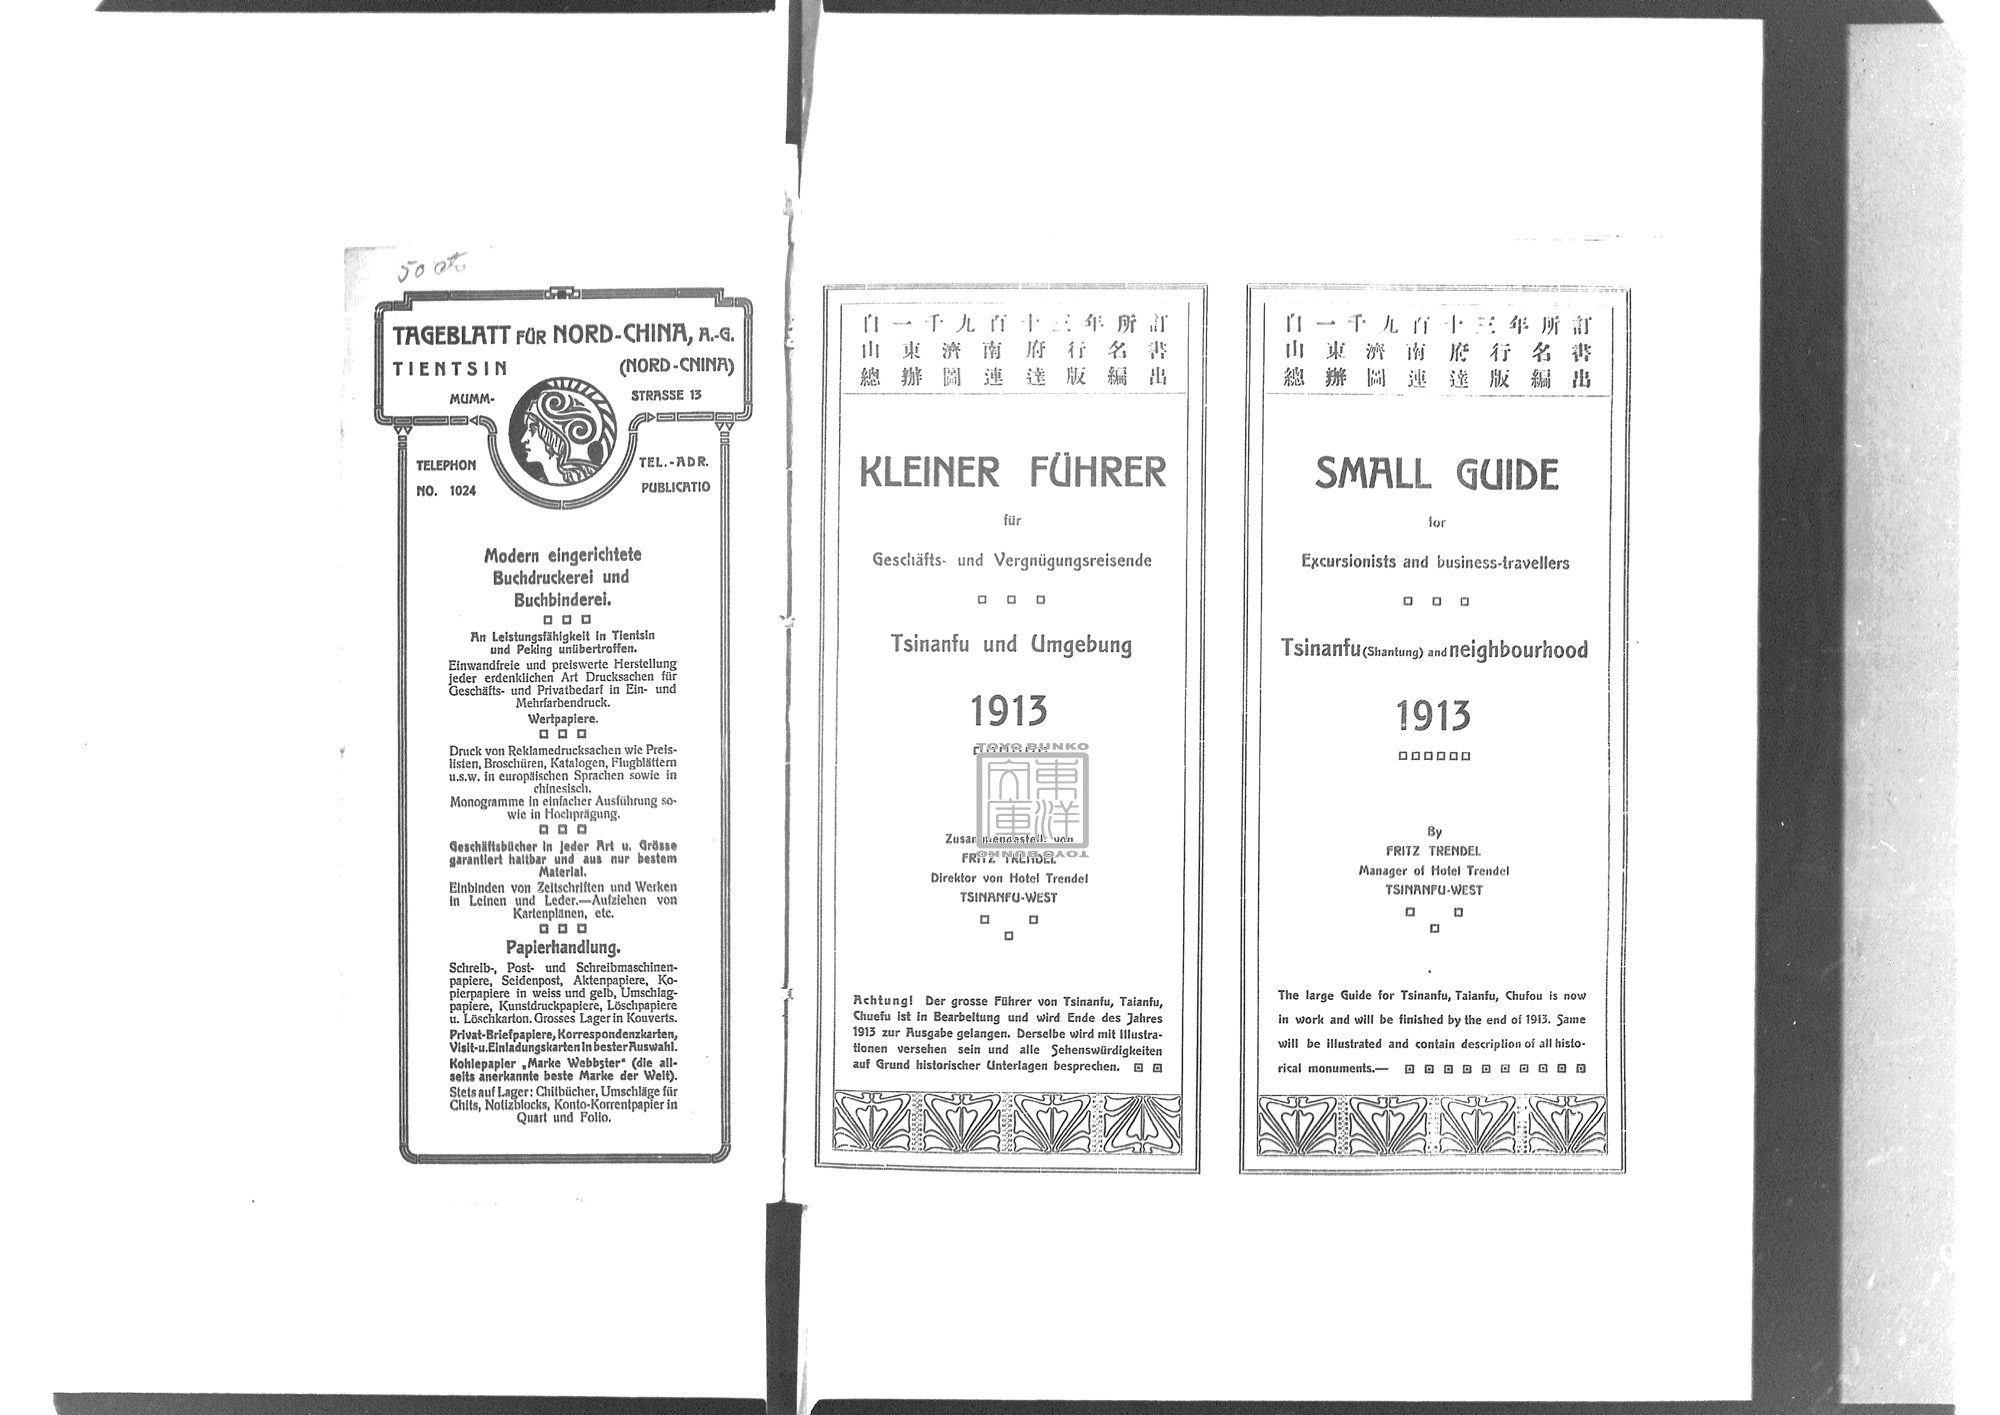 50 cts
TAGEBLATT FÜR NORD-CHINA, A.-G.
TIENTSIN (NORD-CHINA)
MUMM- STRASSE 13
TELEPHON TEL.-ADR.
NO. 1024 PUBLICATIO
Modern eingerichtete
Buchdruckerei und
Buchbinderei.
An Leistungsfähigkeit in Tientsin
und Peking unübertroffen.
Einwandfreie und preiswerte Herstellung
jeder erdenklichen Art Drucksachen für
Geschäfts- und Privatbedarf in Ein- und
Mehrfarbendruck.
Wertpapiere.
Druck von Reklamedrucksachen wie Preis-
listen, Broschüren, Katalogen, Flugblättern
u.s.w. in europäischen Sprachen sowie in
chinesisch.
Monogramme in einfacher Ausführung so-
wie in Hochprägung.
Geschäftsbücher in jeder Art u. Grösse
garantiert haltbar und aus nur bestem
Material.
Einbinden von Zeitschriften und Werken
in Leinen und Leder.—Aufziehen von
Kartenplänen, etc.
Papierhandlung.
Schreib-, Post- und Schreibmaschinen-
papiere, Seidenpost, Aktenpapiere, Ko-
pierpapiere in weiss und gelb, Umschlag-
papiere, Kunstdruckpapiere, Löschpapiere
u. Löschkarton. Grosses Lager in Kouverts.
Privat-Briefpapiere, Korrespondenzkarten,
Visit-u.Einladungskarten in bester Auswahl.
Kohlepapier „Marke Webbster“ (die all-
seits anerkannte beste Marke der Welt).
Stets auf Lager: Chitbücher, Umschläge für
Chits, Notizblocks, Konto-Korrentpapier in
Quart und Folio.
自一千九百十三年所訂
山東濟南府行名書
總辦圖連達版編出
KLEINER FÜHRER
für
Geschäfts- und Vergnügungsreisende
Tsinanfu und Umgebung
1913
TOYO BUNKO
東洋文庫
TOYO BUNKO
Zusammengestellt von
FRITZ TRENDEL
Direktor von Hotel Trendel
TSINANFU-WEST
Achtung! Der grosse Führer von Tsinanfu, Taianfu,
Chuefu ist in Bearbeitung und wird Ende des Jahres
1913 zur Ausgabe gelangen. Derselbe wird mit Illustra-
tionen versehen sein und alle Sehenswürdigkeiten
auf Grund historischer Unterlagen besprechen.
自一千九百十三年所訂
山東濟南府行名書
總辦圖連達版編出
SMALL GUIDE
for
Excursionists and business-travellers
Tsinanfu (Shantung) and neighbourhood
1913
By
FRITZ TRENDEL
Manager of Hotel Trendel
TSINANFU-WEST
The large Guide for Tsinanfu, Taianfu, Chufou is now
in work and will be finished by the end of 1913. Same
will be illustrated and contain description of all histo-
rical monuments.—